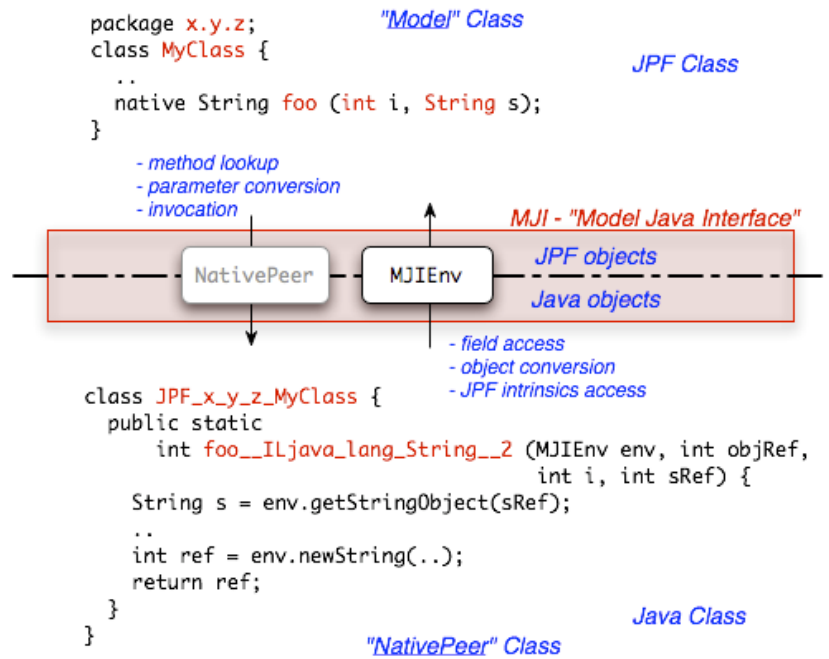 package x.y.z;
"Model" Class
class MyClass {
JPF Class
..
native String foo (int i, String s);
}
- method lookup
- parameter conversion
- invocation
MJI - "Model Java Interface"
JPF objects
NativePeer
MJIEnv
Java objects
- field access
- object conversion
- JPF intrinsics access
class JPF_x_y_z_MyClass {
public static
int foo__ILjava_lang_String__2 (MJIEnv env, int objRef,
int i, int sRef) {
String s = env.getStringObject(sRef);
..
int ref = env.newString(..);
return ref;
}
Java Class
}
"NativePeer" Class